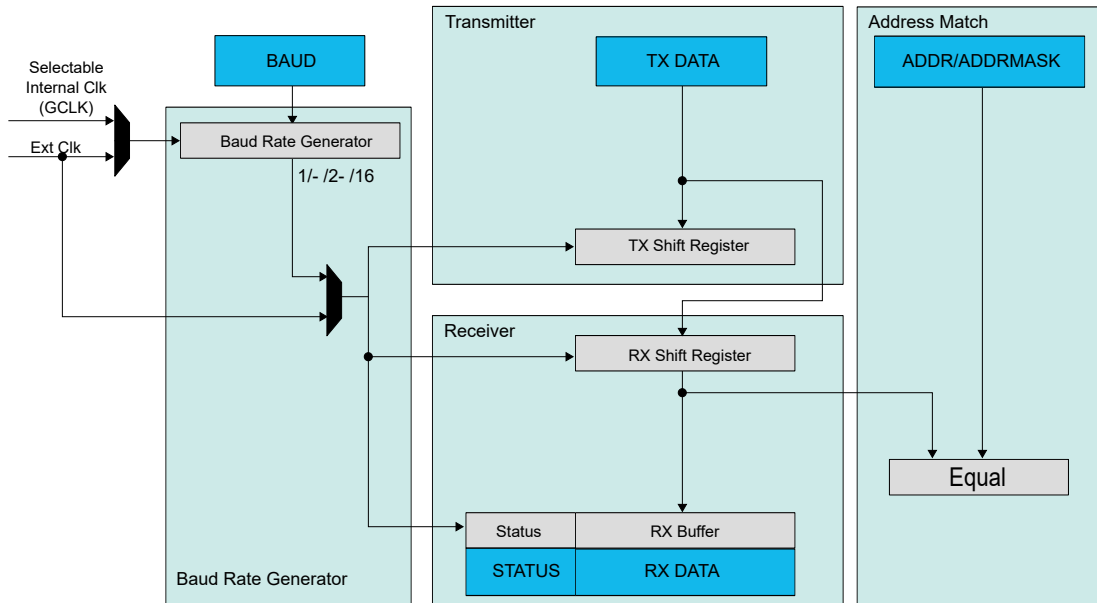 Transmitter
Address Match
BAUD
TX DATA
ADDR/ADDRMASK
Selectable
Internal Clk
(GCLK)
Baud Rate Generator
Ext Clk
1/- /2- /16
TX Shift Register
Receiver
RX Shift Register
Equal
Status
RX Buffer
STATUS
RX DATA
Baud Rate Generator